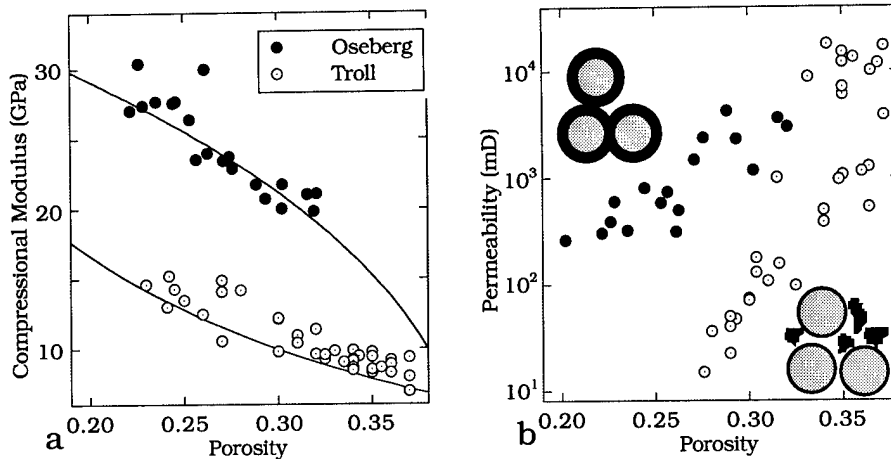 Oseberg
Troll
Compressional Modulus (GPa)
30
20
10
0.20
0.25
0.30
0.35
Porosity
a
Permeability (mD)
10⁴
10³
10²
10¹
0.20
0.25
0.30
0.35
Porosity
b